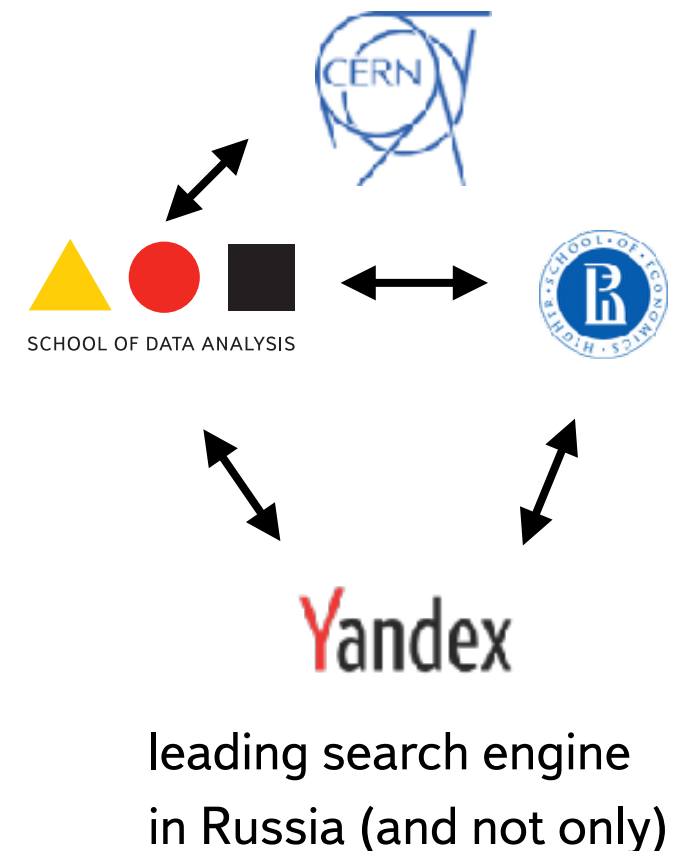 CERN
SCHOOL OF DATA ANALYSIS
HIGHER · SCHOOL · OF · ECONOMICS
Yandex
leading search engine
in Russia (and not only)